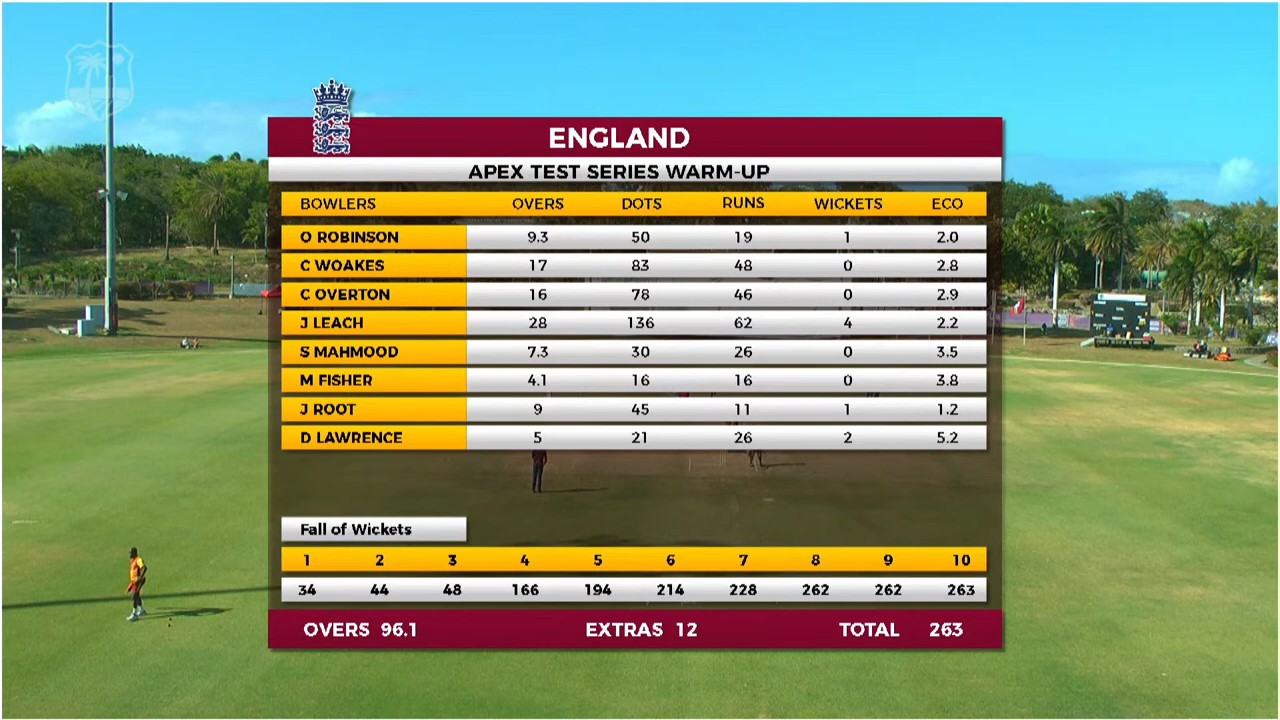 ENGLAND
APEX TEST SERIES WARM-UP
BOWLERS OVERS DOTS RUNS WICKETS ECO
O ROBINSON 9.3 50 19 1 2.0
C WOAKES 17 83 48 0 2.8
C OVERTON 16 78 46 0 2.9
J LEACH 28 136 62 4 2.2
S MAHMOOD 7.3 30 26 0 3.5
M FISHER 4.1 16 16 0 3.8
J ROOT 9 45 11 1 1.2
D LAWRENCE 5 21 26 2 5.2
Fall of Wickets
1 2 3 4 5 6 7 8 9 10
34 44 48 166 194 214 228 262 262 263
OVERS 96.1 EXTRAS 12 TOTAL 263